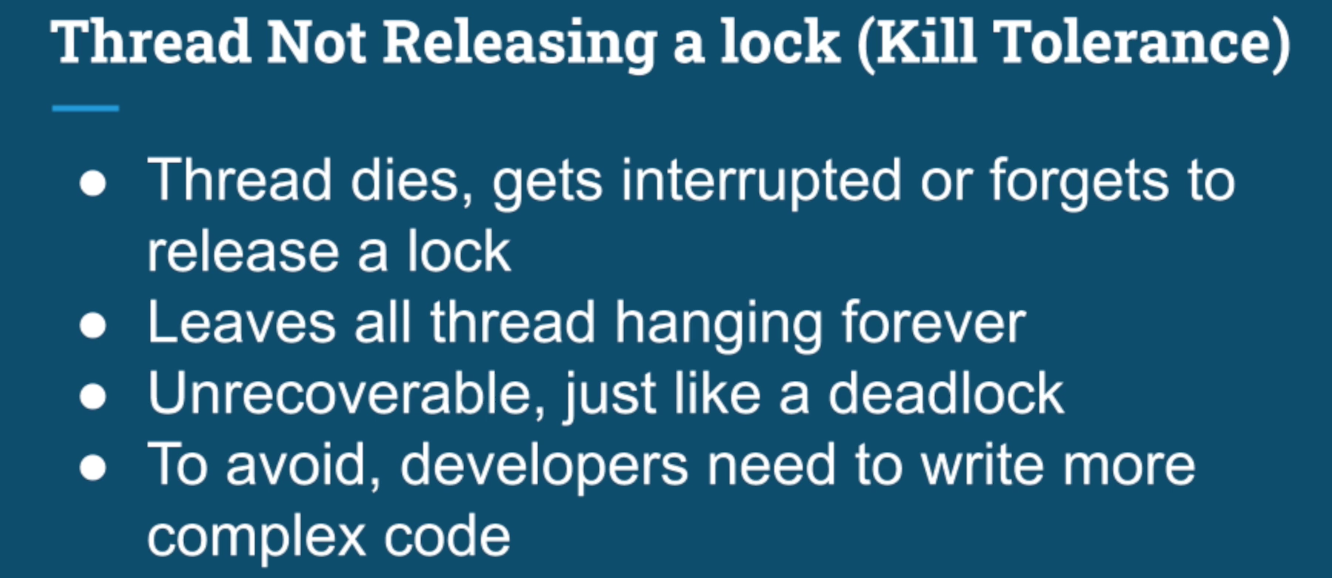 Thread Not Releasing a lock (Kill Tolerance)
● Thread dies, gets interrupted or forgets to
release a lock
● Leaves all thread hanging forever
● Unrecoverable, just like a deadlock
● To avoid, developers need to write more
complex code